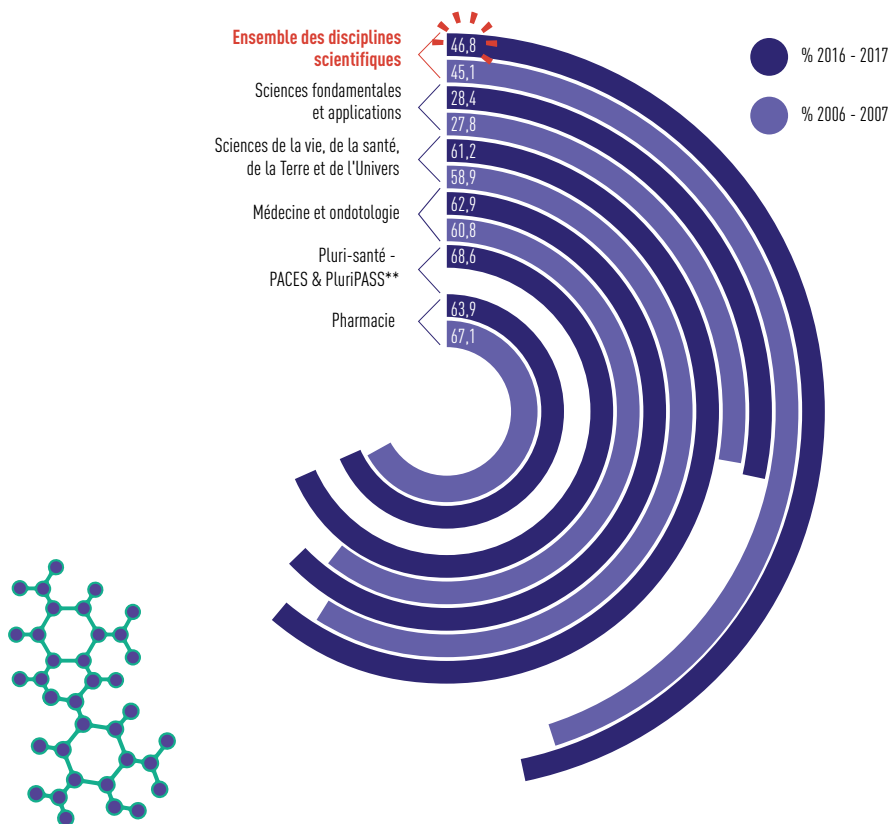 Ensemble des disciplines
scientifiques
46,8
45,1
Sciences fondamentales
et applications
28,4
27,8
Sciences de la vie, de la santé,
de la Terre et de l'Univers
61,2
58,9
Médecine et ondotologie
62,9
60,8
Pluri-santé -
PACES & PluriPASS**
68,6
Pharmacie
63,9
67,1
% 2016 - 2017
% 2006 - 2007